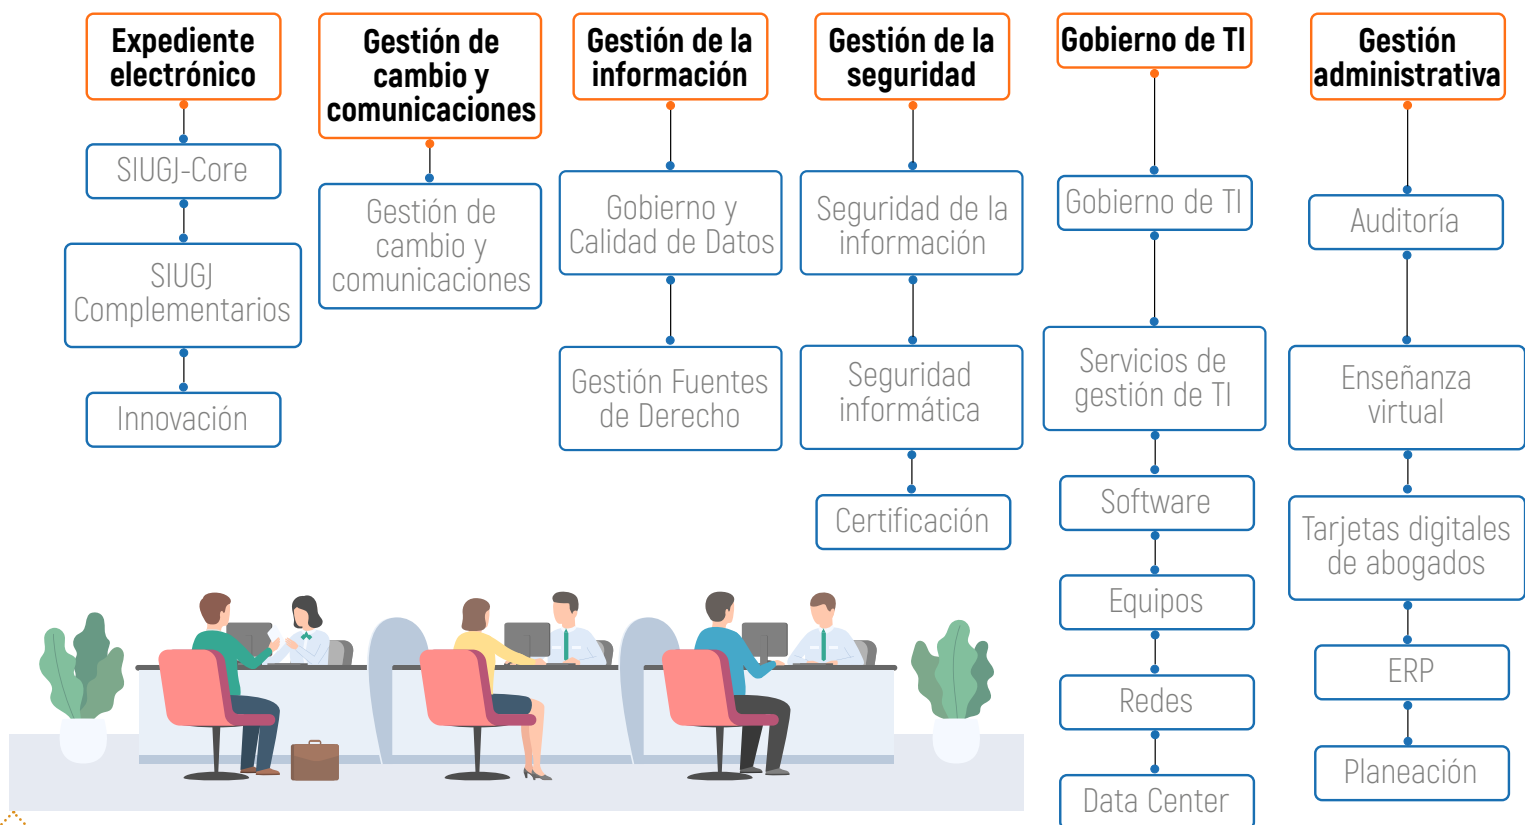 Expediente
electrónico
SIUGJ-Core
SIUGJ
Complementarios
Innovación
Gestión de
cambio y
comunicaciones
Gestión de
cambio y
comunicaciones
Gestión de la
información
Gobierno y
Calidad de Datos
Gestión Fuentes
de Derecho
Gestión de la
seguridad
Seguridad de la
información
Seguridad
informática
Certificación
Gobierno de TI
Gobierno de TI
Servicios de
gestión de TI
Software
Equipos
Redes
Data Center
Gestión
administrativa
Auditoría
Enseñanza
virtual
Tarjetas digitales
de abogados
ERP
Planeación